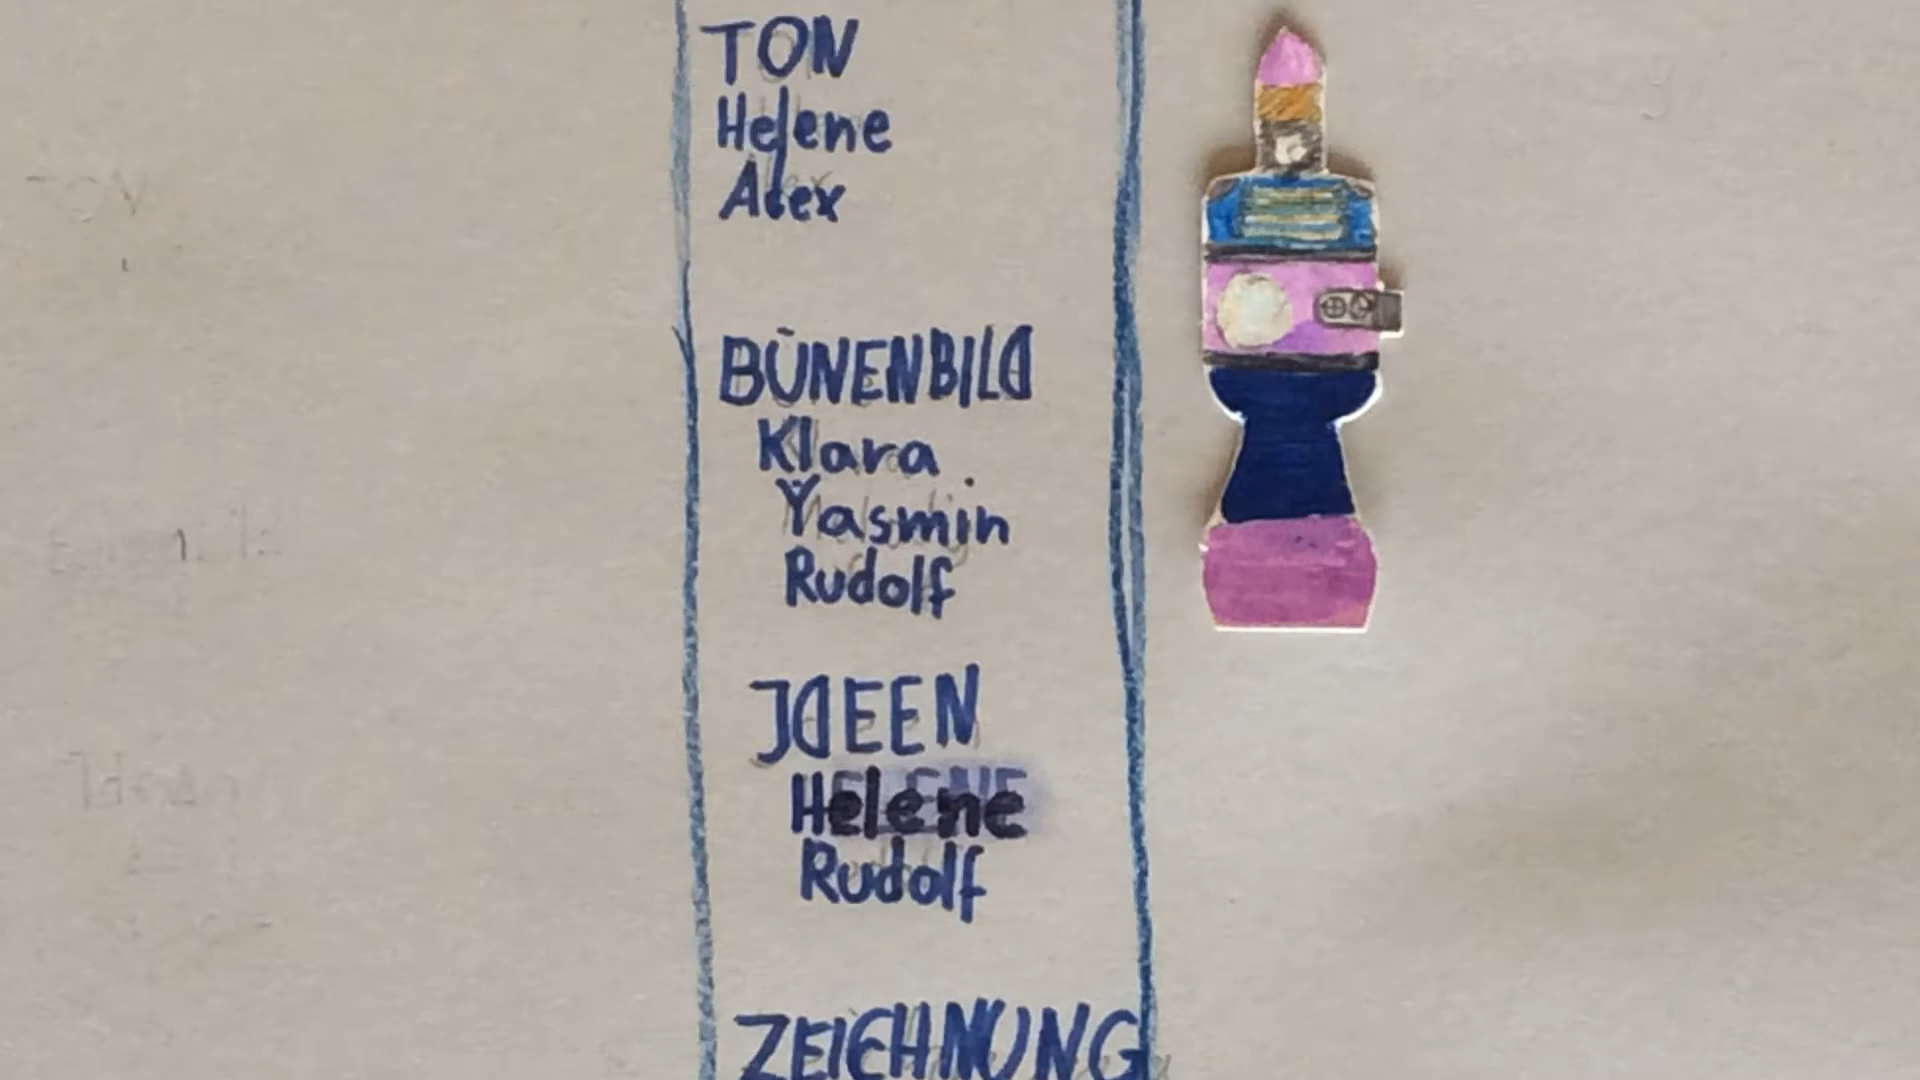 TON
Helene
Alex
BÜNENBILD
Klara
Yasmin
Rudolf
IDEEN
Helene
Rudolf
ZEICHNUNG